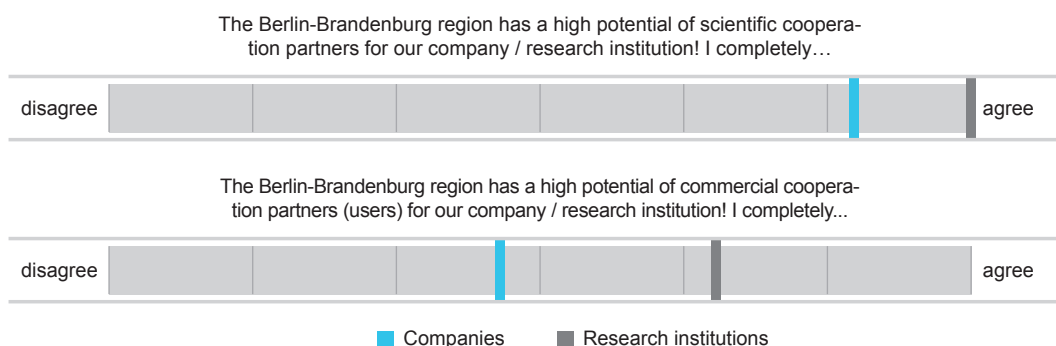 The Berlin-Brandenburg region has a high potential of scientific coopera-
tion partners for our company / research institution! I completely…
disagree
agree
The Berlin-Brandenburg region has a high potential of commercial coopera-
tion partners (users) for our company / research institution! I completely...
disagree
agree
Companies
Research institutions